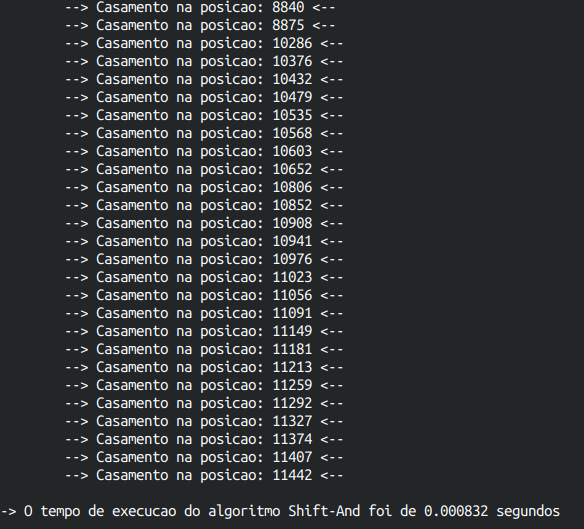 --> Casamento na posicao: 8840 <--
--> Casamento na posicao: 8875 <--
--> Casamento na posicao: 10286 <--
--> Casamento na posicao: 10376 <--
--> Casamento na posicao: 10432 <--
--> Casamento na posicao: 10479 <--
--> Casamento na posicao: 10535 <--
--> Casamento na posicao: 10568 <--
--> Casamento na posicao: 10603 <--
--> Casamento na posicao: 10652 <--
--> Casamento na posicao: 10806 <--
--> Casamento na posicao: 10852 <--
--> Casamento na posicao: 10908 <--
--> Casamento na posicao: 10941 <--
--> Casamento na posicao: 10976 <--
--> Casamento na posicao: 11023 <--
--> Casamento na posicao: 11056 <--
--> Casamento na posicao: 11091 <--
--> Casamento na posicao: 11149 <--
--> Casamento na posicao: 11181 <--
--> Casamento na posicao: 11213 <--
--> Casamento na posicao: 11259 <--
--> Casamento na posicao: 11292 <--
--> Casamento na posicao: 11327 <--
--> Casamento na posicao: 11374 <--
--> Casamento na posicao: 11407 <--
--> Casamento na posicao: 11442 <--
-> O tempo de execucao do algoritmo Shift-And foi de 0.000832 segundos